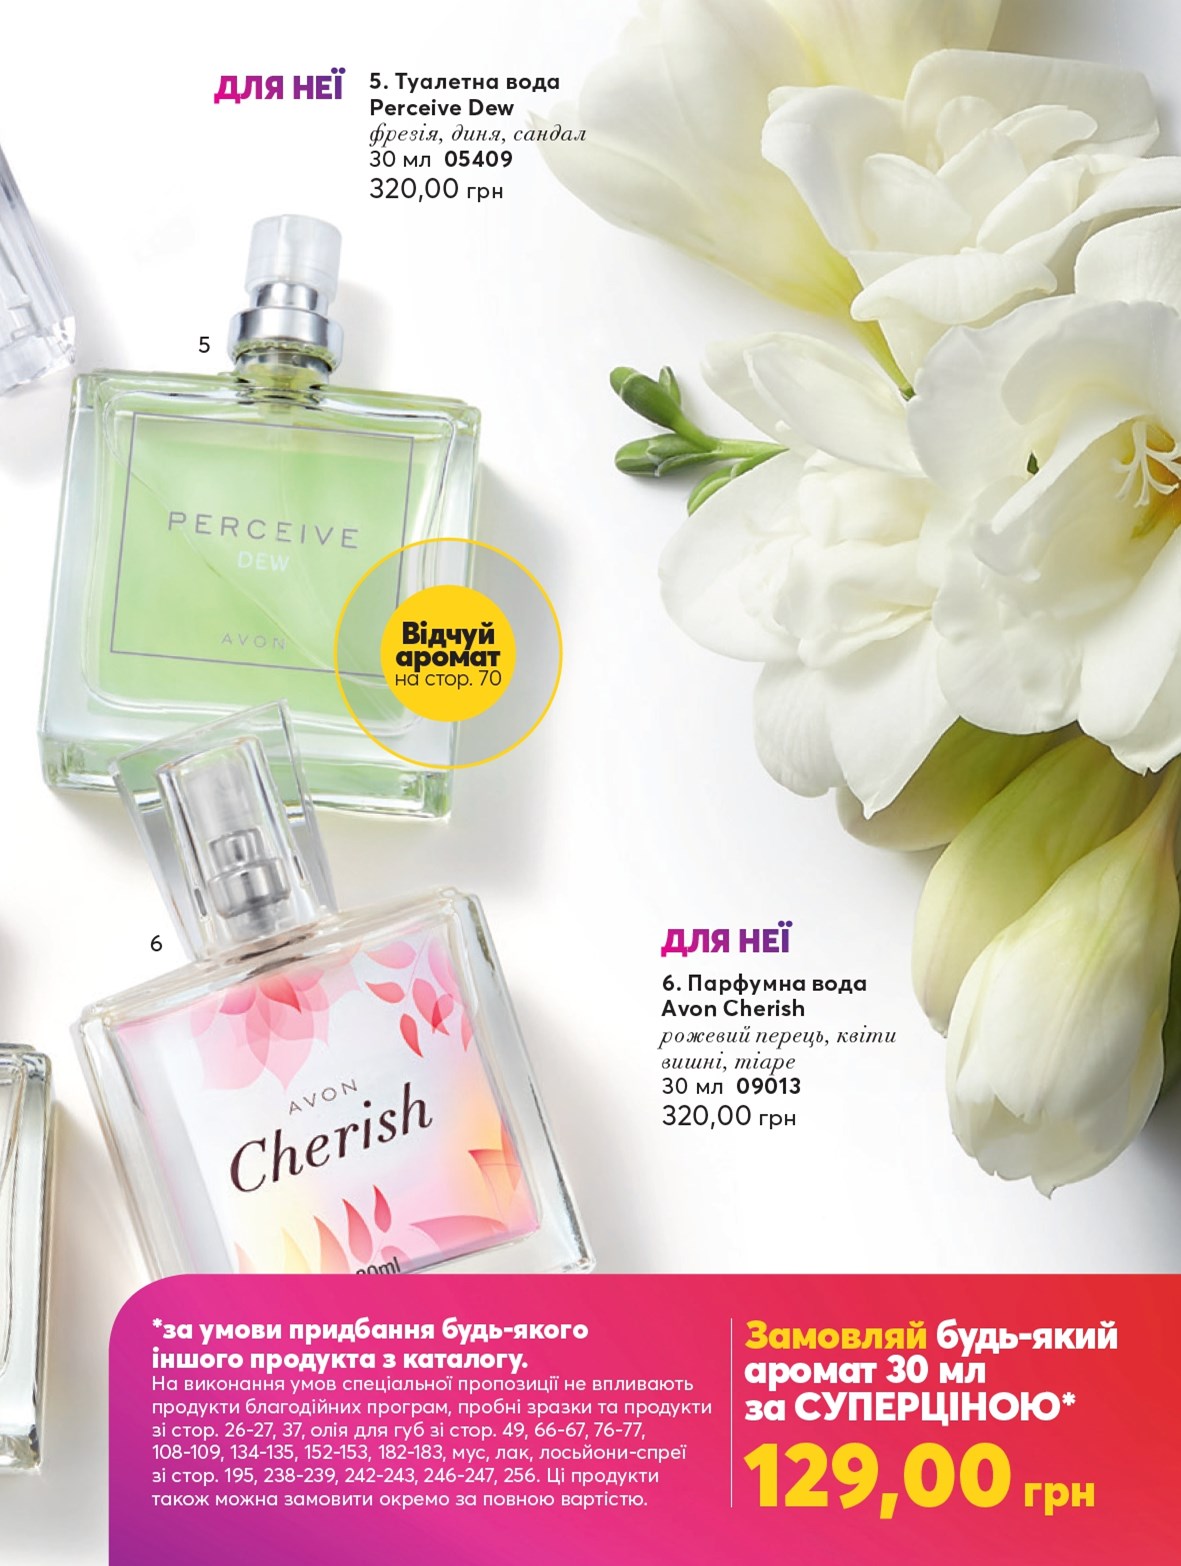 ДЛЯ НЕЇ
5. Туалетна вода
Perceive Dew
фрезія, диня, сандал
30 мл 05409
320,00 грн
5
PERCEIVE
DEW
AVON
Відчуй
аромат
на стор. 70
6
AVON
Cherish
30ml
ДЛЯ НЕЇ
6. Парфумна вода
Avon Cherish
рожевий перець, квіти
вишні, тіаре
30 мл 09013
320,00 грн
*за умови придбання будь-якого
іншого продукта з каталогу.
На виконання умов спеціальної пропозиції не впливають
продукти благодійних програм, пробні зразки та продукти
зі стор. 26-27, 37, олія для губ зі стор. 49, 66-67, 76-77,
108-109, 134-135, 152-153, 182-183, мус, лак, лосьйони-спреї
зі стор. 195, 238-239, 242-243, 246-247, 256. Ці продукти
також можна замовити окремо за повною вартістю.
Замовляй будь-який
аромат 30 мл
за СУПЕРЦІНОЮ*
129,00 грн